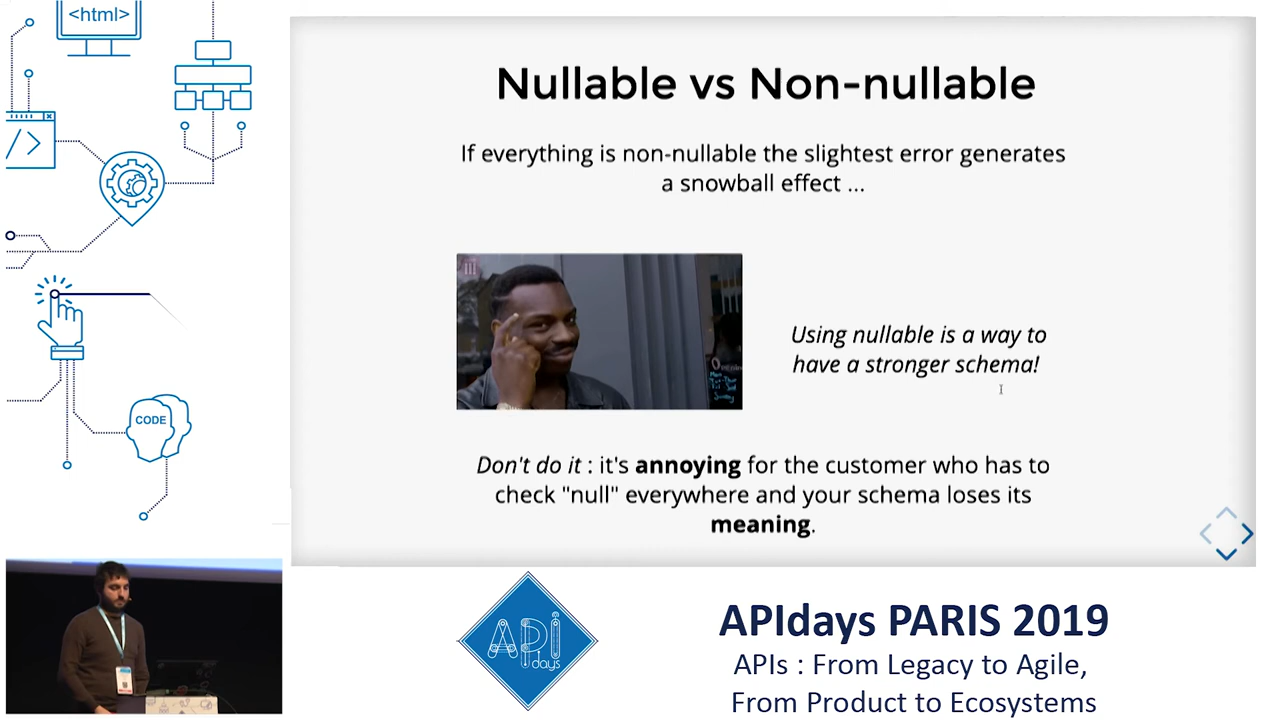 <html>
Nullable vs Non-nullable
If everything is non-nullable the slightest error generates
a snowball effect ...
Using nullable is a way to
have a stronger schema!
Don't do it : it's annoying for the customer who has to
check "null" everywhere and your schema loses its
meaning.
</>
CODE
API
days
APIdays PARIS 2019
APIs : From Legacy to Agile,
From Product to Ecosystems